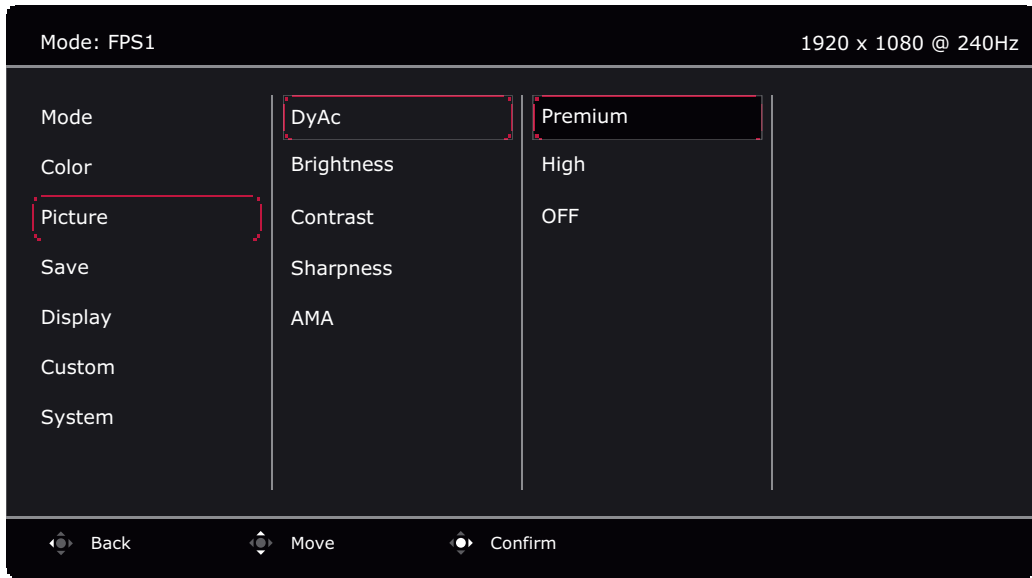 Mode: FPS1
1920 x 1080 @ 240Hz
Mode
Color
Picture
Save
Display
Custom
System
DyAc
Brightness
Contrast
Sharpness
AMA
Premium
High
OFF
Back
Move
Confirm